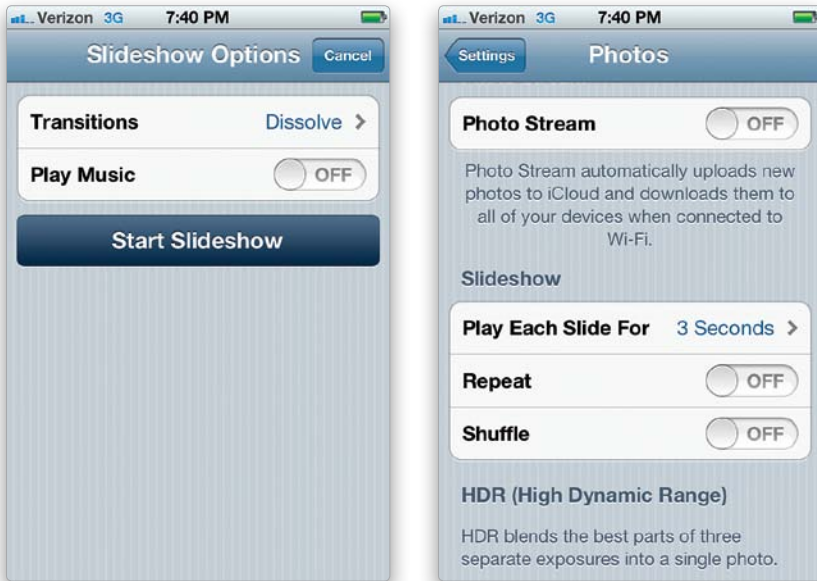 Verizon 3G 7:40 PM
Slideshow Options Cancel
Transitions Dissolve
Play Music OFF
Start Slideshow
Verizon 3G 7:40 PM
Settings Photos
Photo Stream OFF
Photo Stream automatically uploads new
photos to iCloud and downloads them to
all of your devices when connected to
Wi-Fi.
Slideshow
Play Each Slide For 3 Seconds
Repeat OFF
Shuffle OFF
HDR (High Dynamic Range)
HDR blends the best parts of three
separate exposures into a single photo.